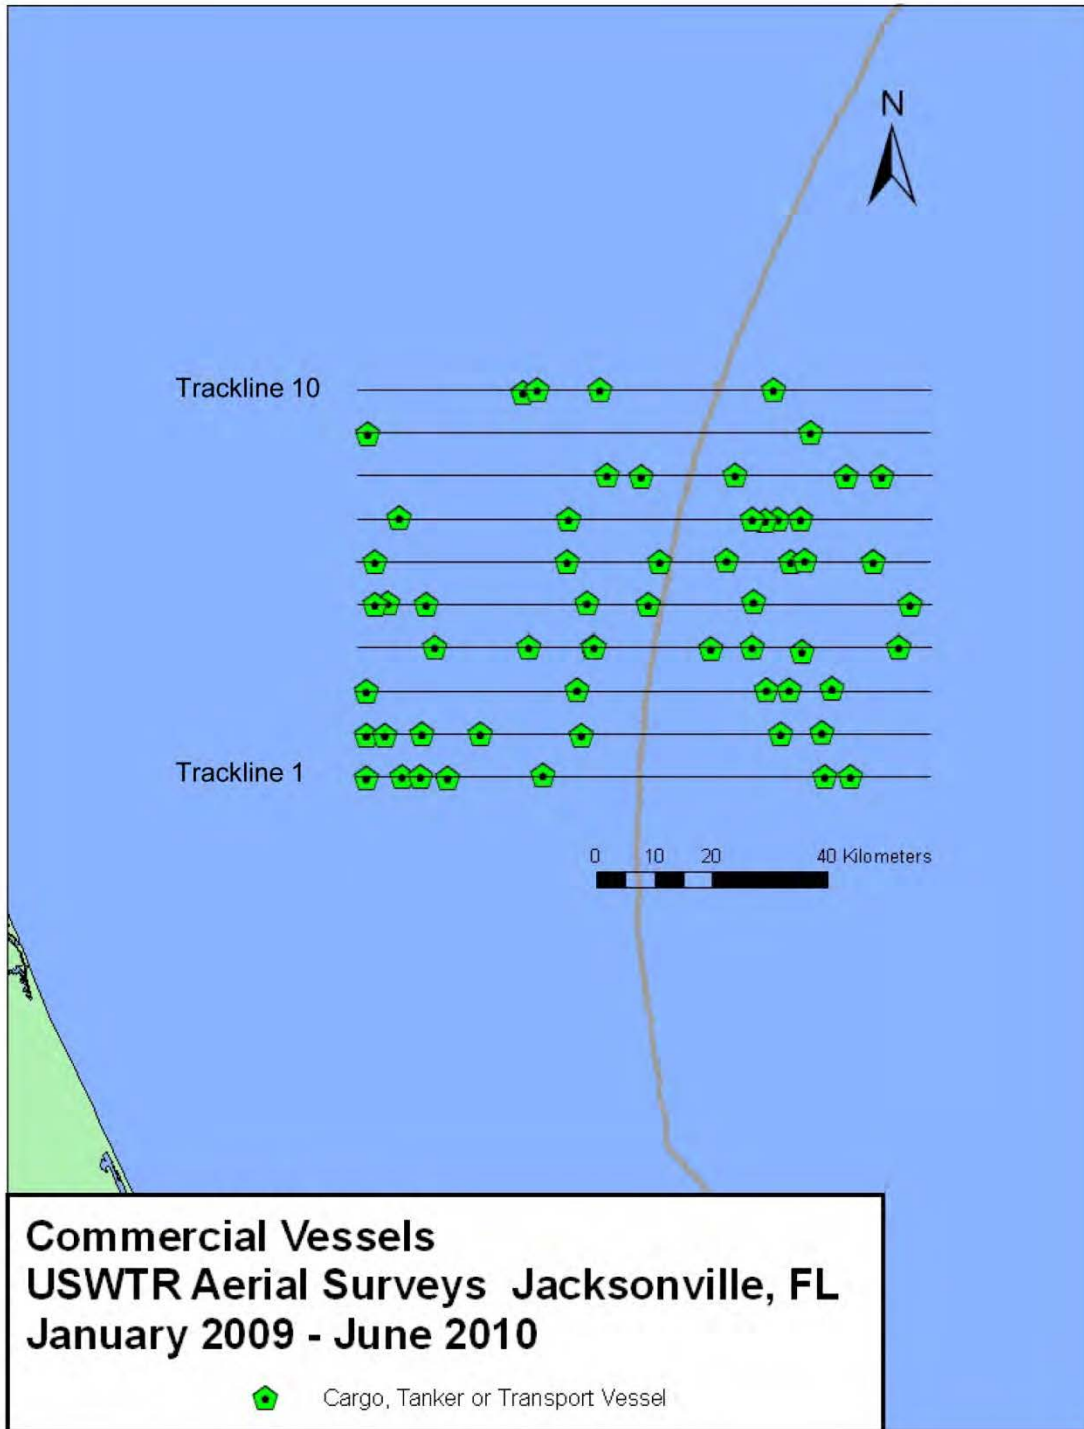 N
Trackline 10
Trackline 1
0 10 20 40 Kilometers
Commercial Vessels
USWTR Aerial Surveys Jacksonville, FL
January 2009 - June 2010
Cargo, Tanker or Transport Vessel